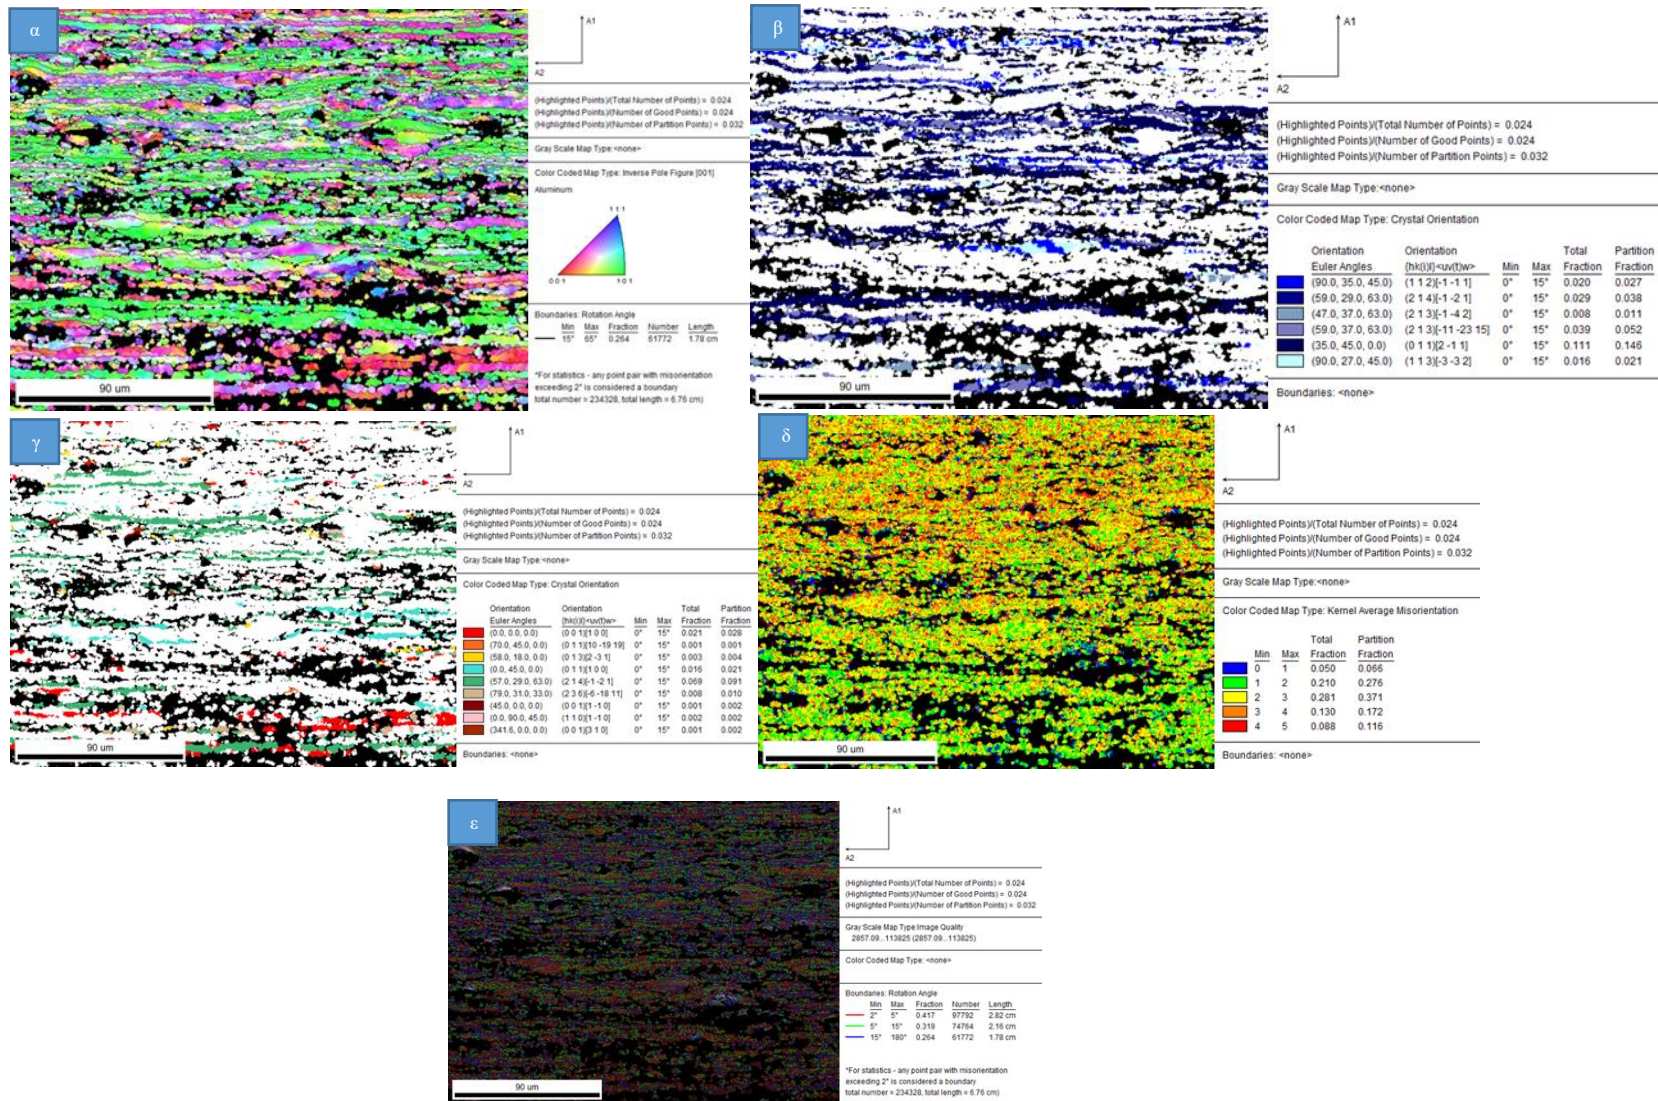 α
A1
A2
(Highlighted Points)/(Total Number of Points) = 0.024
(Highlighted Points)/(Number of Good Points) = 0.024
(Highlighted Points)/(Number of Partition Points) = 0.032
Gray Scale Map Type:<none>
Color Coded Map Type: Inverse Pole Figure [001]
Aluminum
1 1 1
0 0 1
1 0 1
Boundaries: Rotation Angle
Min Max Fraction Number Length
15° 65° 0.264 61772 1.78 cm
*For statistics - any point pair with misorientation
exceeding 2° is considered a boundary
total number = 234328, total length = 6.76 cm)
90 um
β
A1
A2
(Highlighted Points)/(Total Number of Points) = 0.024
(Highlighted Points)/(Number of Good Points) = 0.024
(Highlighted Points)/(Number of Partition Points) = 0.032
Gray Scale Map Type:<none>
Color Coded Map Type: Crystal Orientation
Orientation Orientation Total Partition
Euler Angles {hk(i)l}<uv(t)w> Min Max Fraction Fraction
(90.0, 35.0, 45.0) (1 1 2)[-1 -1 1] 0° 15° 0.020 0.027
(59.0, 29.0, 63.0) (2 1 4)[-1 -2 1] 0° 15° 0.029 0.038
(47.0, 37.0, 63.0) (2 1 3)[-1 -4 2] 0° 15° 0.008 0.011
(59.0, 37.0, 63.0) (2 1 3)[-11 -23 15] 0° 15° 0.039 0.052
(35.0, 45.0, 0.0) (0 1 1)[2 -1 1] 0° 15° 0.111 0.146
(90.0, 27.0, 45.0) (1 1 3)[-3 -3 2] 0° 15° 0.016 0.021
Boundaries: <none>
90 um
γ
A1
A2
(Highlighted Points)/(Total Number of Points) = 0.024
(Highlighted Points)/(Number of Good Points) = 0.024
(Highlighted Points)/(Number of Partition Points) = 0.032
Gray Scale Map Type:<none>
Color Coded Map Type: Crystal Orientation
Orientation Orientation Total Partition
Euler Angles {hk(i)l}<uv(t)w> Min Max Fraction Fraction
(0.0, 0.0, 0.0) (0 0 1)[1 0 0] 0° 15° 0.021 0.028
(70.0, 45.0, 0.0) (0 1 1)[10 -19 19] 0° 15° 0.001 0.001
(58.0, 18.0, 0.0) (0 1 3)[2 -3 1] 0° 15° 0.003 0.004
(0.0, 45.0, 0.0) (0 1 1)[1 0 0] 0° 15° 0.016 0.021
(57.0, 29.0, 63.0) (2 1 4)[-1 -2 1] 0° 15° 0.069 0.091
(79.0, 31.0, 33.0) (2 3 6)[-6 -18 11] 0° 15° 0.008 0.010
(45.0, 0.0, 0.0) (0 0 1)[1 -1 0] 0° 15° 0.001 0.002
(0.0, 90.0, 45.0) (1 1 0)[1 -1 0] 0° 15° 0.002 0.002
(341.6, 0.0, 0.0) (0 0 1)[3 1 0] 0° 15° 0.001 0.002
Boundaries: <none>
90 um
δ
A1
A2
(Highlighted Points)/(Total Number of Points) = 0.024
(Highlighted Points)/(Number of Good Points) = 0.024
(Highlighted Points)/(Number of Partition Points) = 0.032
Gray Scale Map Type:<none>
Color Coded Map Type: Kernel Average Misorientation
Total Partition
Min Max Fraction Fraction
0 1 0.050 0.066
1 2 0.210 0.276
2 3 0.281 0.371
3 4 0.130 0.172
4 5 0.088 0.116
Boundaries: <none>
90 um
ε
A1
A2
(Highlighted Points)/(Total Number of Points) = 0.024
(Highlighted Points)/(Number of Good Points) = 0.024
(Highlighted Points)/(Number of Partition Points) = 0.032
Gray Scale Map Type:Image Quality
2857.09...113825 (2857.09...113825)
Color Coded Map Type: <none>
Boundaries: Rotation Angle
Min Max Fraction Number Length
2° 5° 0.417 97792 2.82 cm
5° 15° 0.319 74764 2.16 cm
15° 180° 0.264 61772 1.78 cm
*For statistics - any point pair with misorientation
exceeding 2° is considered a boundary
total number = 234328, total length = 6.76 cm)
90 um